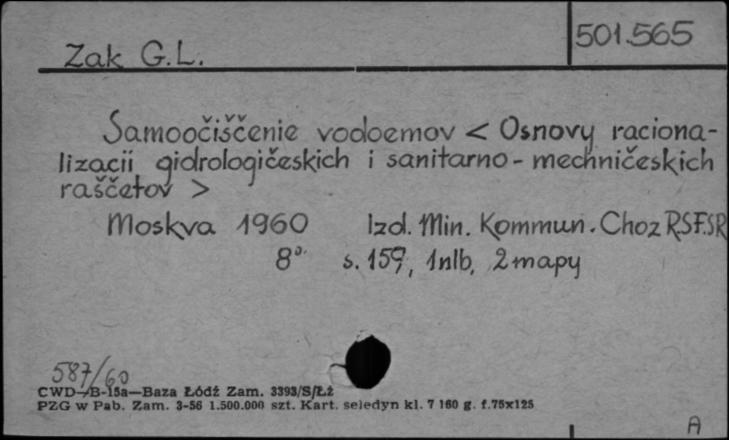 Zak G.L.
501.565
Samoočiščenie vodoemov < Osnovy raciona-
lizacii gidrologičeskich i sanitarno-mechničeskich
raščetov >
Moskva 1960 Izd. Min. Kommun. Choz RSFSR
8° s. 159, 1nlb, 2 mapy
587/60
CWD—B-15a—Baza Łódź Zam. 3393/S/Łż
PZG w Pab. Zam. 3-56 1.500.000 szt. Kart. seledyn kl. 7 160 g. f.75x125
A